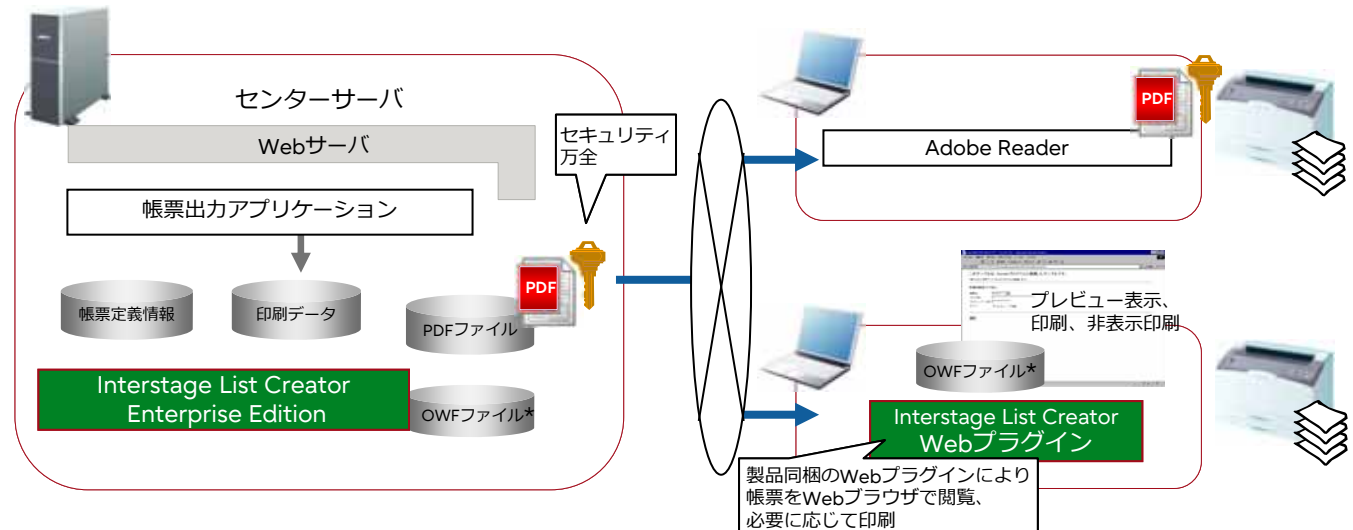 センターサーバ
Webサーバ
セキュリティ
万全
帳票出力アプリケーション
帳票定義情報
印刷データ
PDF
PDFファイル
Interstage List Creator
Enterprise Edition
OWFファイル*
PDF
Adobe Reader
プレビュー表示、
印刷、非表示印刷
OWFファイル*
Interstage List Creator
Webプラグイン
製品同梱のWebプラグインにより
帳票をWebブラウザで閲覧、
必要に応じて印刷